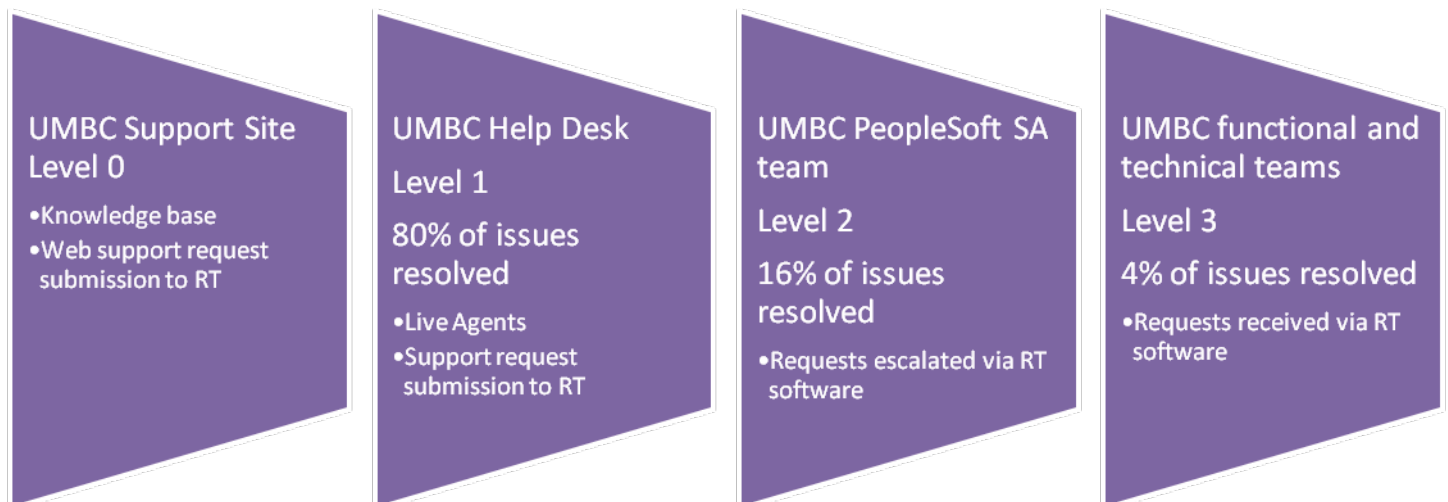 UMBC Support Site
Level 0
•Knowledge base
•Web support request
submission to RT
UMBC Help Desk
Level 1
80% of issues
resolved
•Live Agents
•Support request
submission to RT
UMBC PeopleSoft SA
team
Level 2
16% of issues
resolved
•Requests escalated via RT
software
UMBC functional and
technical teams
Level 3
4% of issues resolved
•Requests received via RT
software